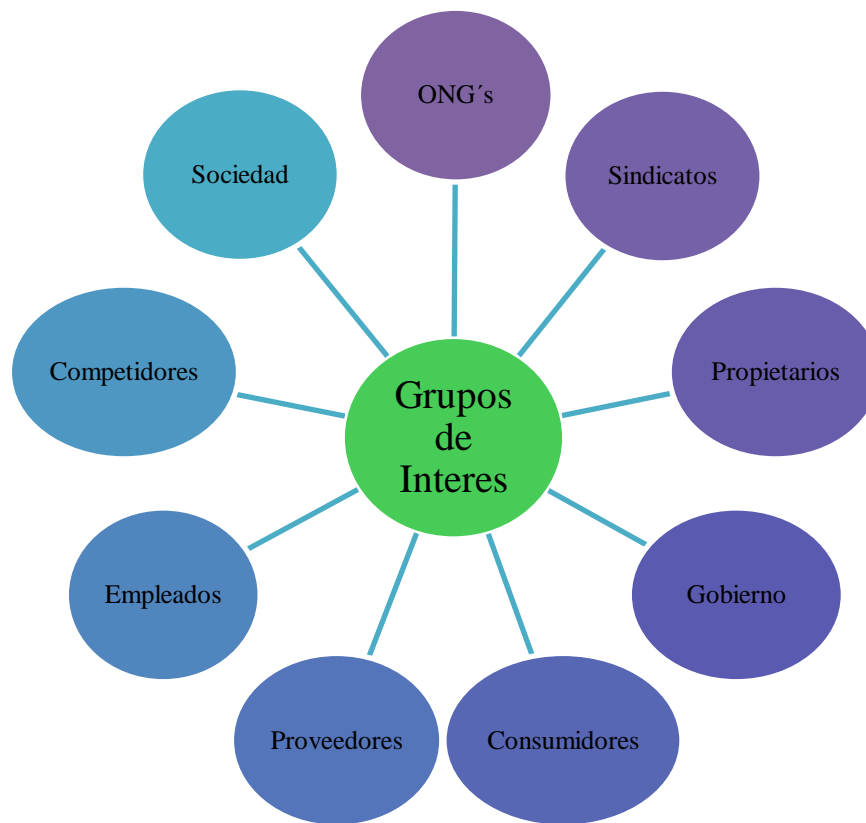 ONG´s
Sociedad
Sindicatos
Competidores
Propietarios
Grupos
de
Interes
Empleados
Gobierno
Proveedores
Consumidores